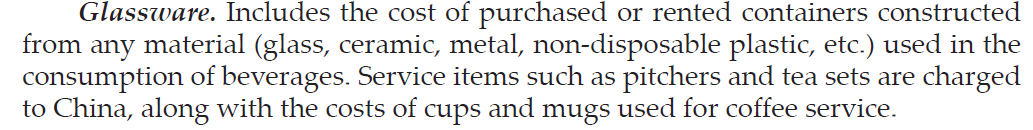 Glassware. Includes the cost of purchased or rented containers constructed
from any material (glass, ceramic, metal, non-disposable plastic, etc.) used in the
consumption of beverages. Service items such as pitchers and tea sets are charged
to China, along with the costs of cups and mugs used for coffee service.